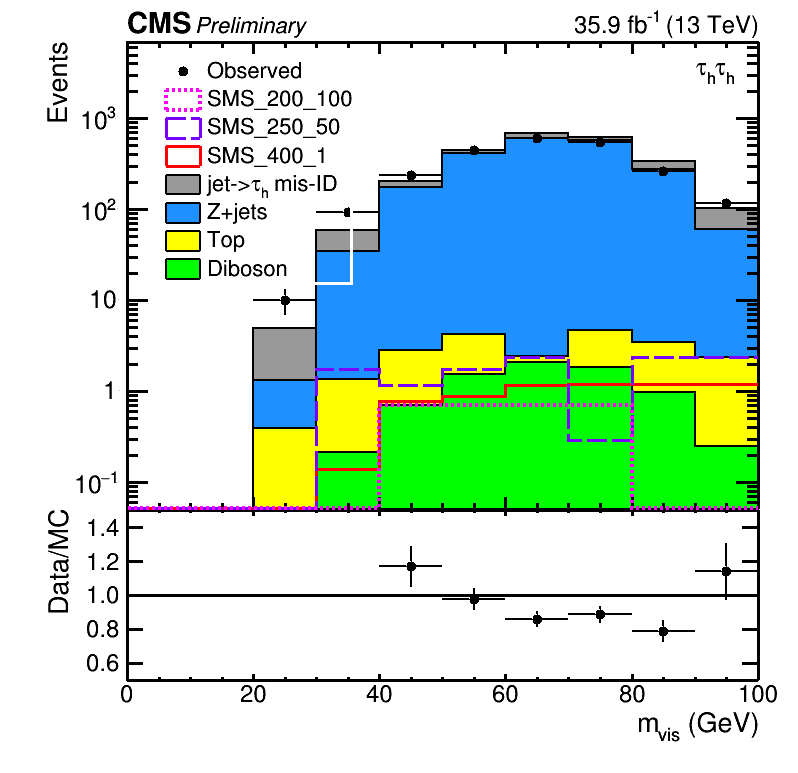 CMS Preliminary 35.9 fb⁻¹ (13 TeV)
Events
τₕτₕ
Observed
SMS_200_100
SMS_250_50
SMS_400_1
jet->τₕ mis-ID
Z+jets
Top
Diboson
10³
10²
10
1
10⁻¹
Data/MC
1.4
1.2
1.0
0.8
0.6
0 20 40 60 80 100
m_vis (GeV)